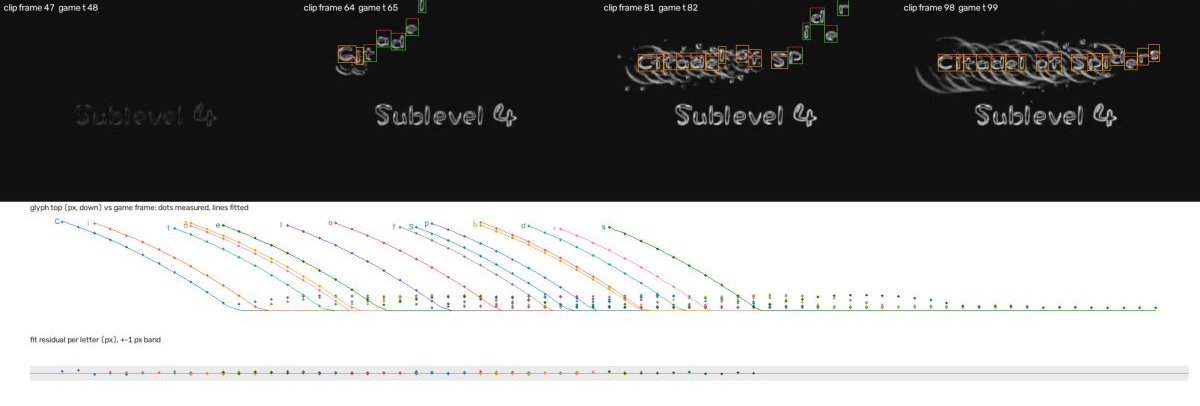 clip frame 47 game t 48
clip frame 64 game t 65
clip frame 81 game t 82
clip frame 98 game t 99
C i t a d e l
Citadel of Sp i d e r
Citadel of Spiders
Sublevel 4
Sublevel 4
Sublevel 4
Sublevel 4
glyph top (px, down) vs game frame: dots measured, lines fitted
C i t a e l o f S p i d r s
fit residual per letter (px), +-1 px band